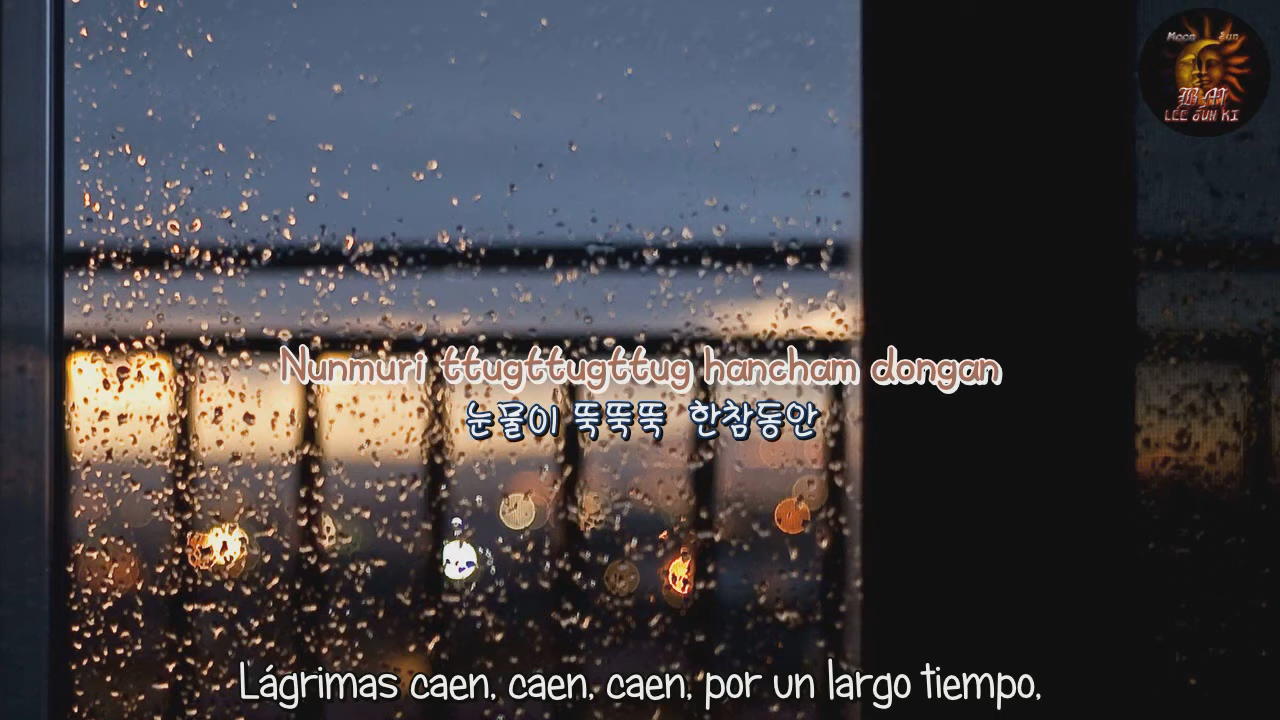 Moon Sun
BM
LEE JUN KI
Nunmuri ttugttugttug hancham dongan
눈물이 뚝뚝뚝 한참동안
Lágrimas caen, caen, caen, por un largo tiempo,